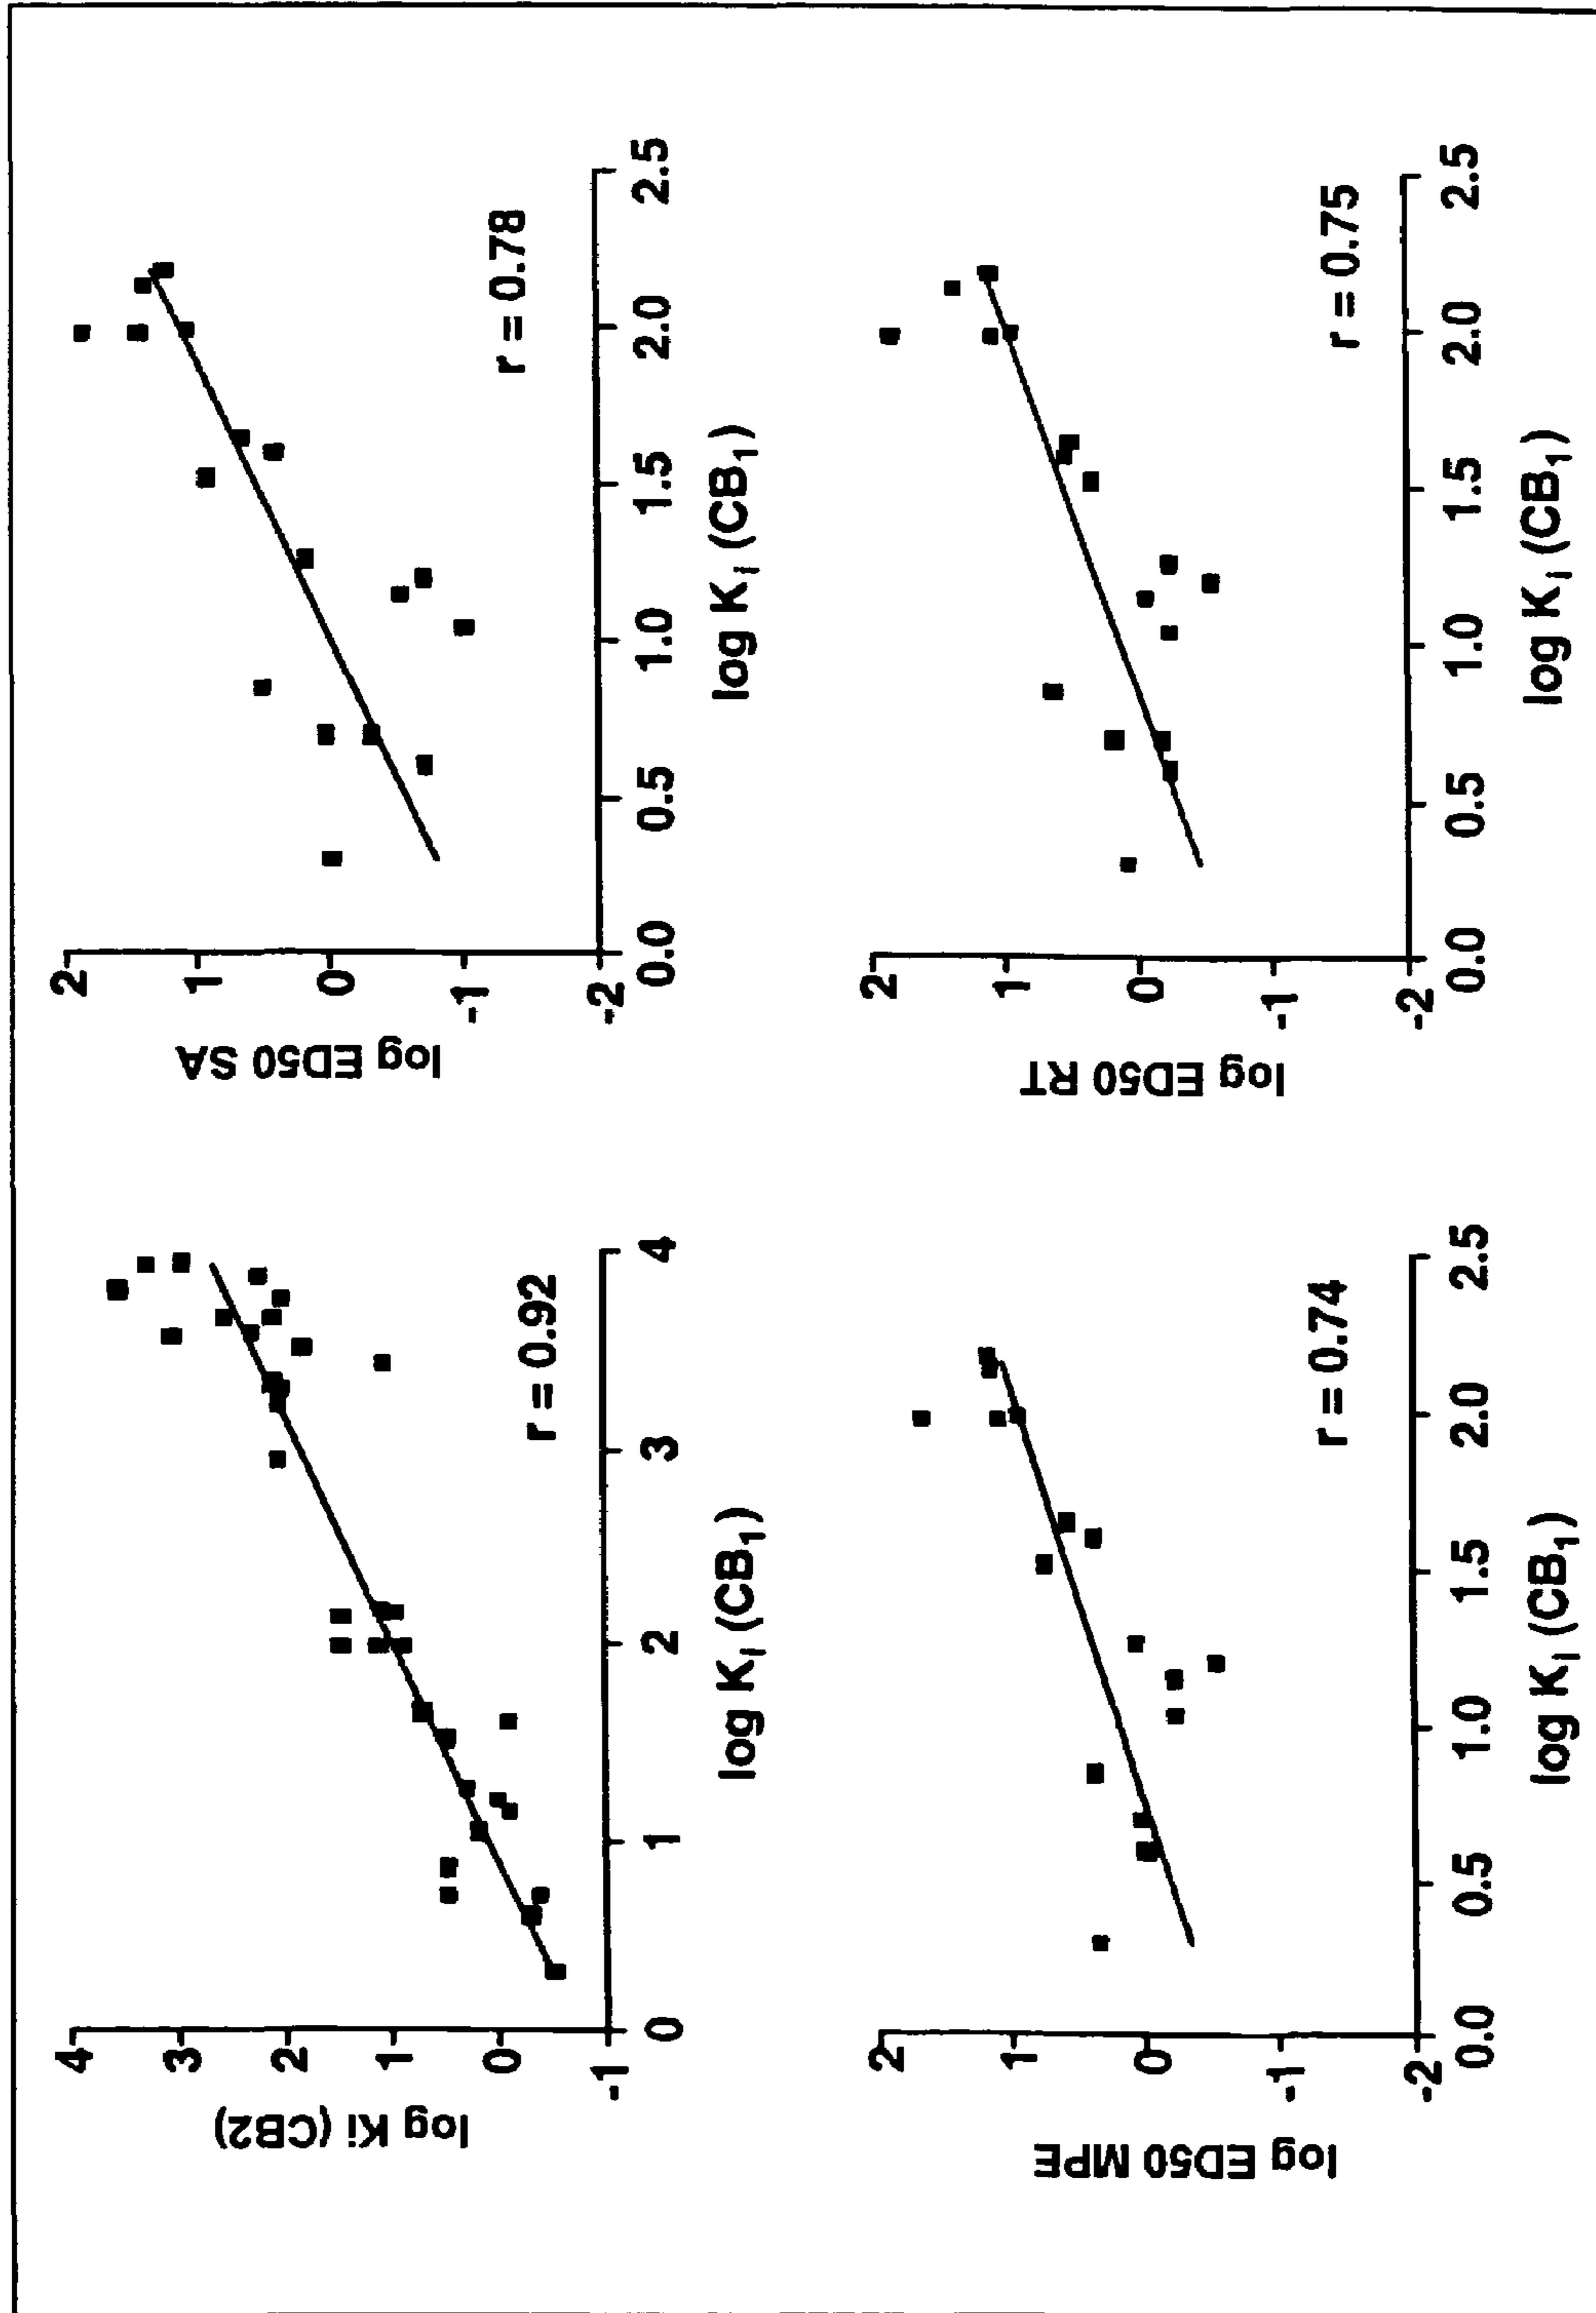 log Ki (CB2)
4
3
2
1
0
-1
r = 0.92
0 1 2 3 4
log Ki (CB1)
log ED50 SA
2
1
0
-1
-2
r = 0.78
0.0 0.5 1.0 1.5 2.0 2.5
log Ki (CB1)
log ED50 MPE
2
1
0
-1
-2
r = 0.74
0.0 0.5 1.0 1.5 2.0 2.5
log Ki (CB1)
log ED50 RT
2
1
0
-1
-2
r = 0.75
0.0 0.5 1.0 1.5 2.0 2.5
log Ki (CB1)